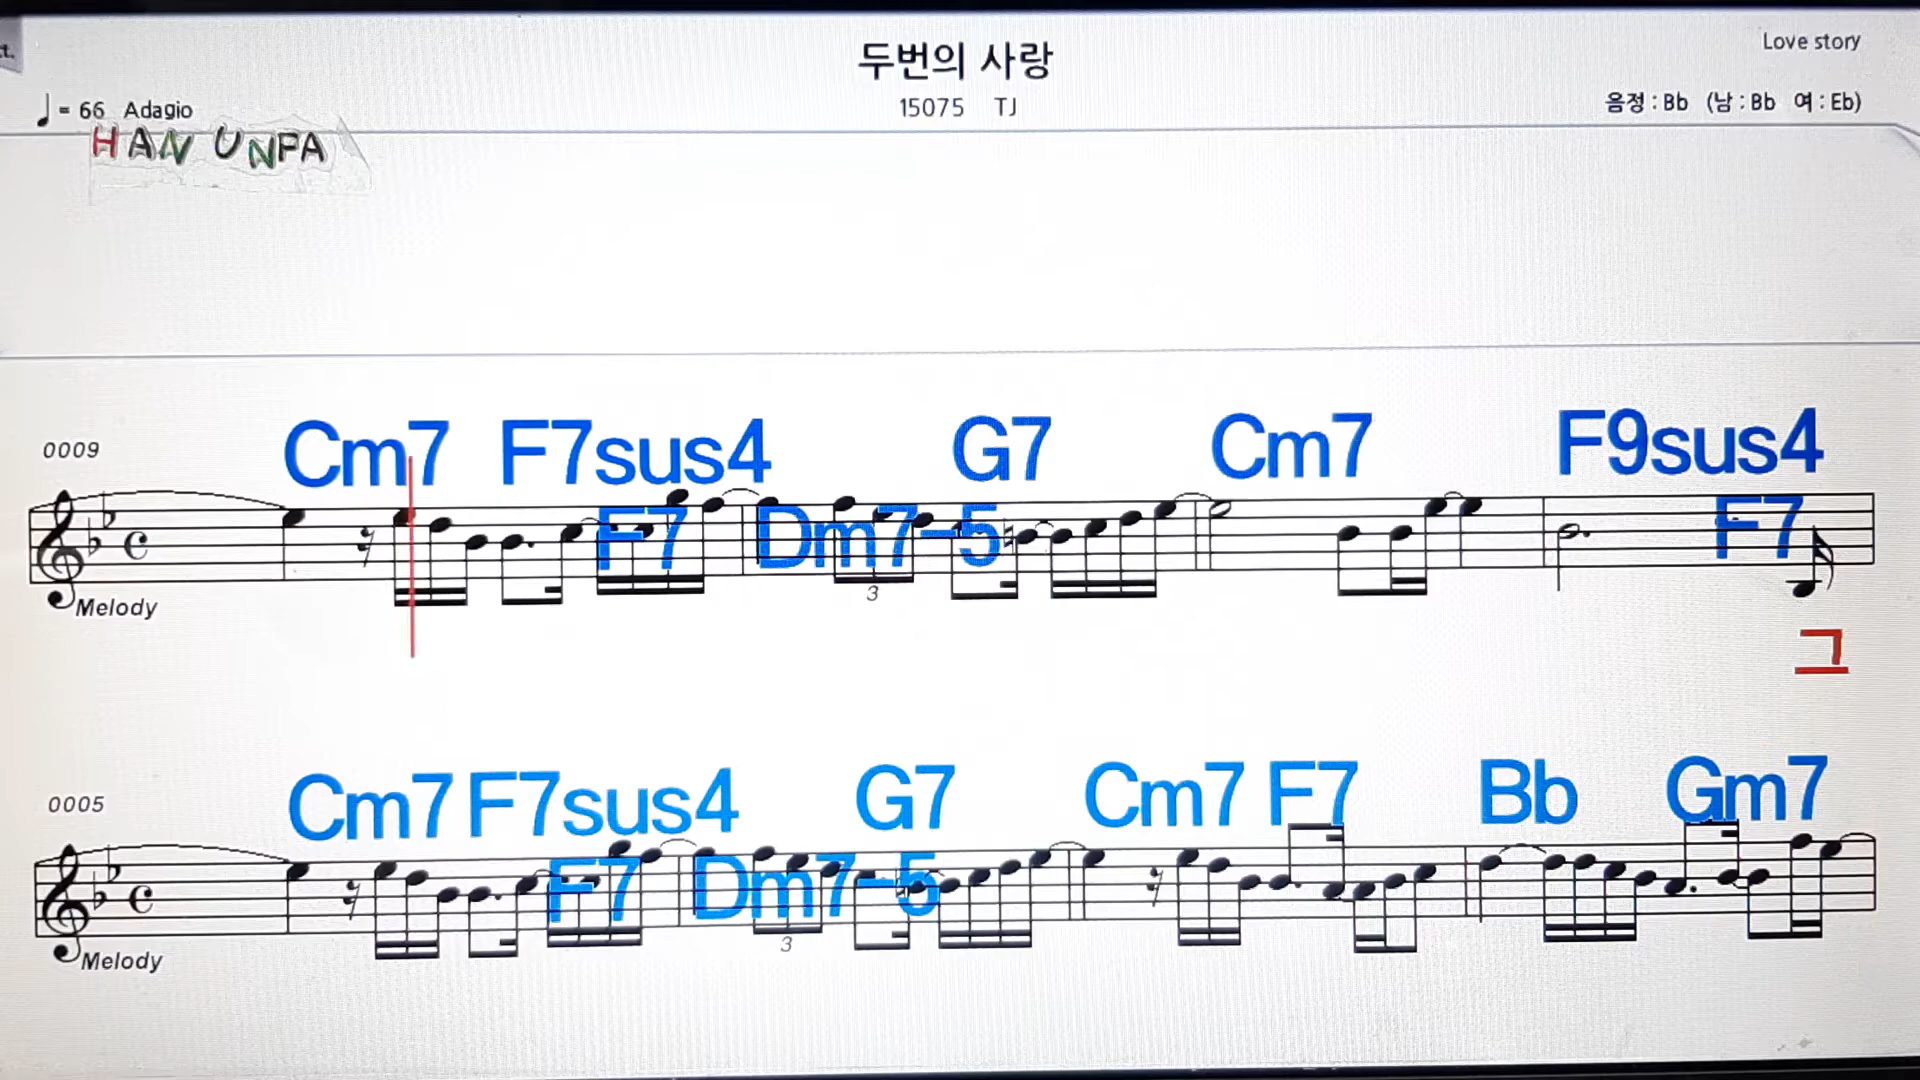 t.
두번의 사랑
Love story
= 66 Adagio
15075 TJ
음정 : Bb (남 : Bb 여 : Eb)
HAN UNPA
0009
Cm7 F7sus4 G7 Cm7 F9sus4
F7 Dm7-5 F7
3
Melody
그
0005
Cm7 F7sus4 G7 Cm7 F7 Bb Gm7
F7 Dm7-5
3
Melody